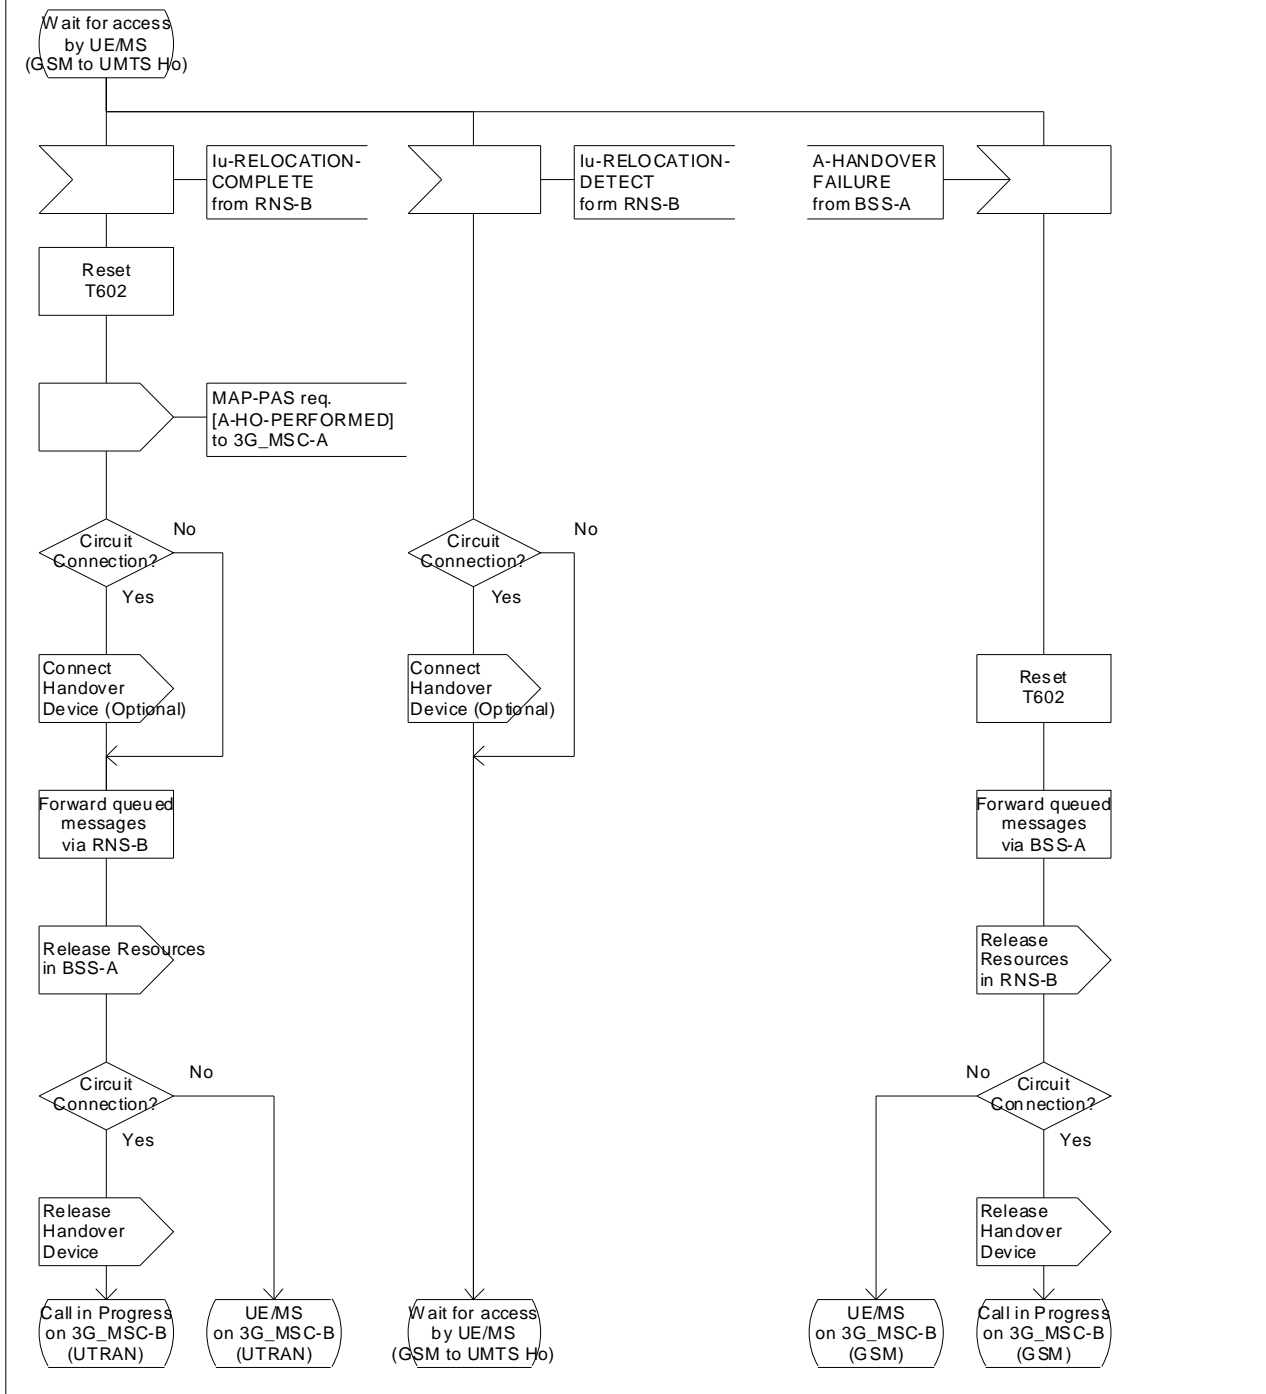 Wait for access
by UE/MS
(GSM to UMTS Ho)
Iu-RELOCATION-
COMPLETE
from RNS-B
Iu-RELOCATION-
DETECT
form RNS-B
A-HANDOVER
FAILURE
from BSS-A
Reset
T602
MAP-PAS req.
[A-HO-PERFORMED]
to 3G_MSC-A
Circuit
Connection?
No
Yes
Circuit
Connection?
No
Yes
Connect
Handover
Device (Optional)
Connect
Handover
Device (Optional)
Reset
T602
Forward queued
messages
via RNS-B
Forward queued
messages
via BSS-A
Release Resources
in BSS-A
Release
Resources
in RNS-B
Circuit
Connection?
No
Yes
No
Circuit
Connection?
Yes
Release
Handover
Device
Release
Handover
Device
Call in Progress
on 3G_MSC-B
(UTRAN)
UE/MS
on 3G_MSC-B
(UTRAN)
Wait for access
by UE/MS
(GSM to UMTS Ho)
UE/MS
on 3G_MSC-B
(GSM)
Call in Progress
on 3G_MSC-B
(GSM)